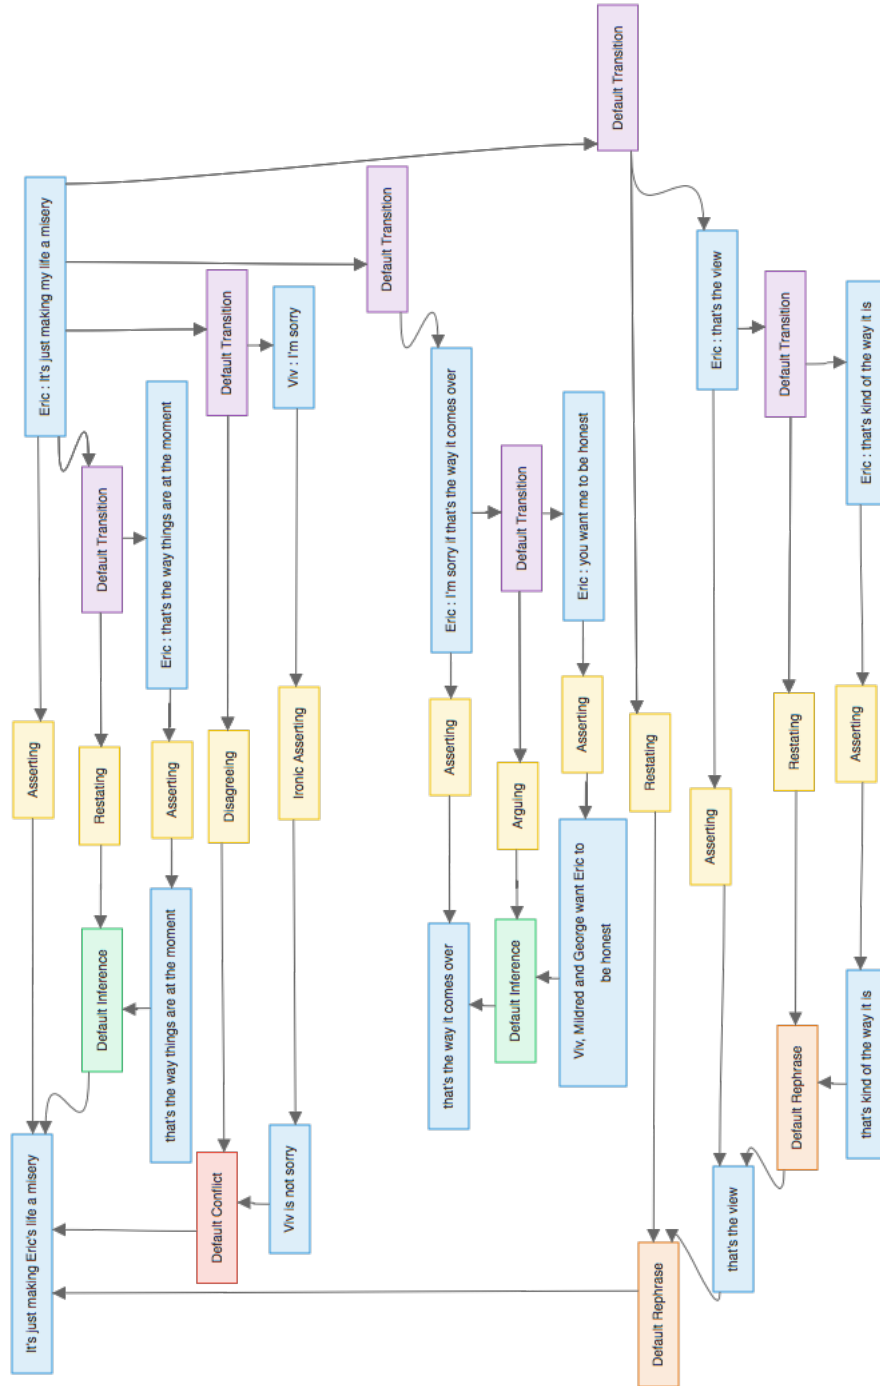 It's just making Eric's life a misery
Asserting
Eric : It's just making my life a misery
Default Inference
Restating
Default Transition
that's the way things are at the moment
Asserting
Eric : that's the way things are at the moment
Default Conflict
Disagreeing
Default Transition
Viv is not sorry
Ironic Asserting
Viv : I'm sorry
Default Transition
that's the way it comes over
Asserting
Eric : I'm sorry if that's the way it comes over
Default Inference
Arguing
Default Transition
Viv, Mildred and George want Eric to
be honest
Asserting
Eric : you want me to be honest
Default Rephrase
Restating
Default Transition
that's the view
Asserting
Eric : that's the view
Default Rephrase
Restating
Default Transition
that's kind of the way it is
Asserting
Eric : that's kind of the way it is